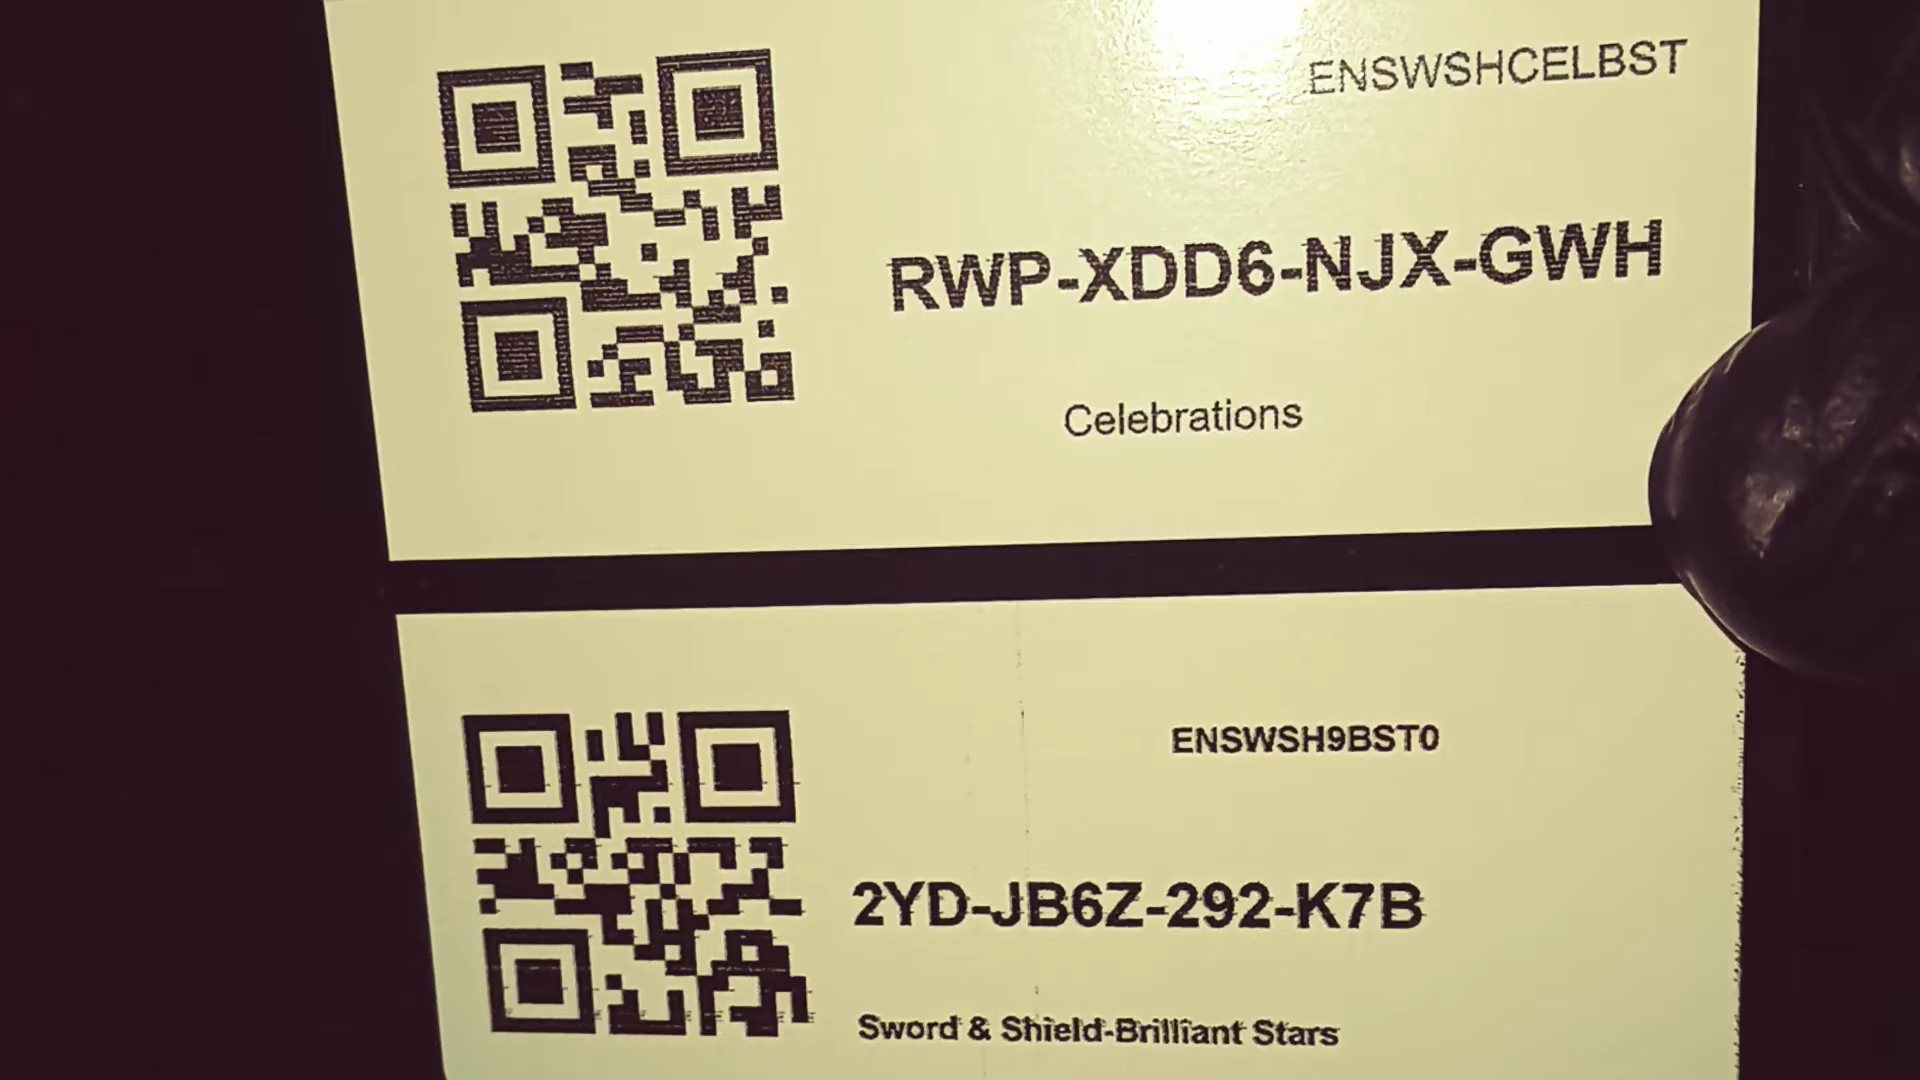 ENSWSHCELBST
RWP-XDD6-NJX-GWH
Celebrations
ENSWSH9BST0
2YD-JB6Z-292-K7B
Sword & Shield-Brilliant Stars